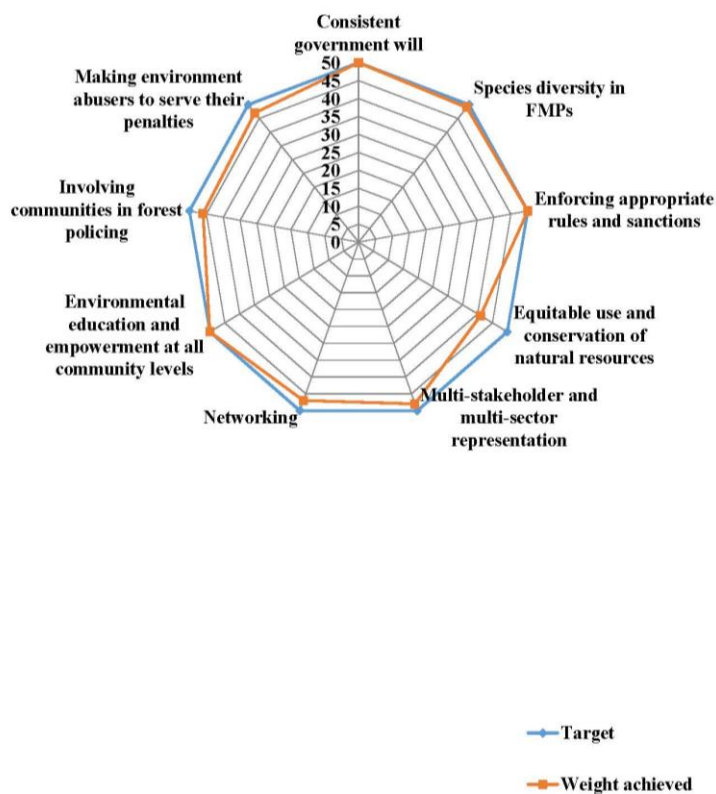 Consistent
government will
50
45
40
35
30
25
20
15
10
5
0
Species diversity in
FMPs
Enforcing appropriate
rules and sanctions
Equitable use and
conservation of
natural resources
Multi-stakeholder and
multi-sector
representation
Networking
Environmental
education and
empowerment at all
community levels
Involving
communities in forest
policing
Making environment
abusers to serve their
penalties
Target
Weight achieved